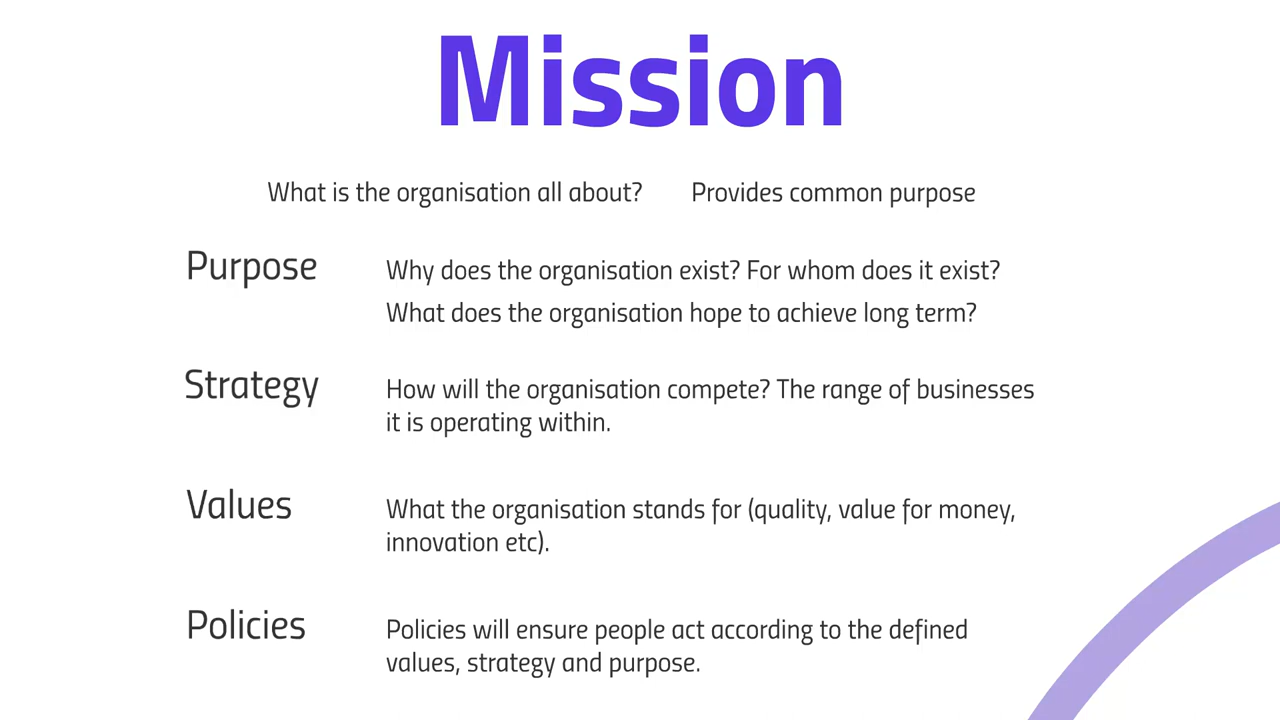 Mission
What is the organisation all about? Provides common purpose
Purpose Why does the organisation exist? For whom does it exist?
What does the organisation hope to achieve long term?
Strategy How will the organisation compete? The range of businesses
it is operating within.
Values What the organisation stands for (quality, value for money,
innovation etc).
Policies Policies will ensure people act according to the defined
values, strategy and purpose.